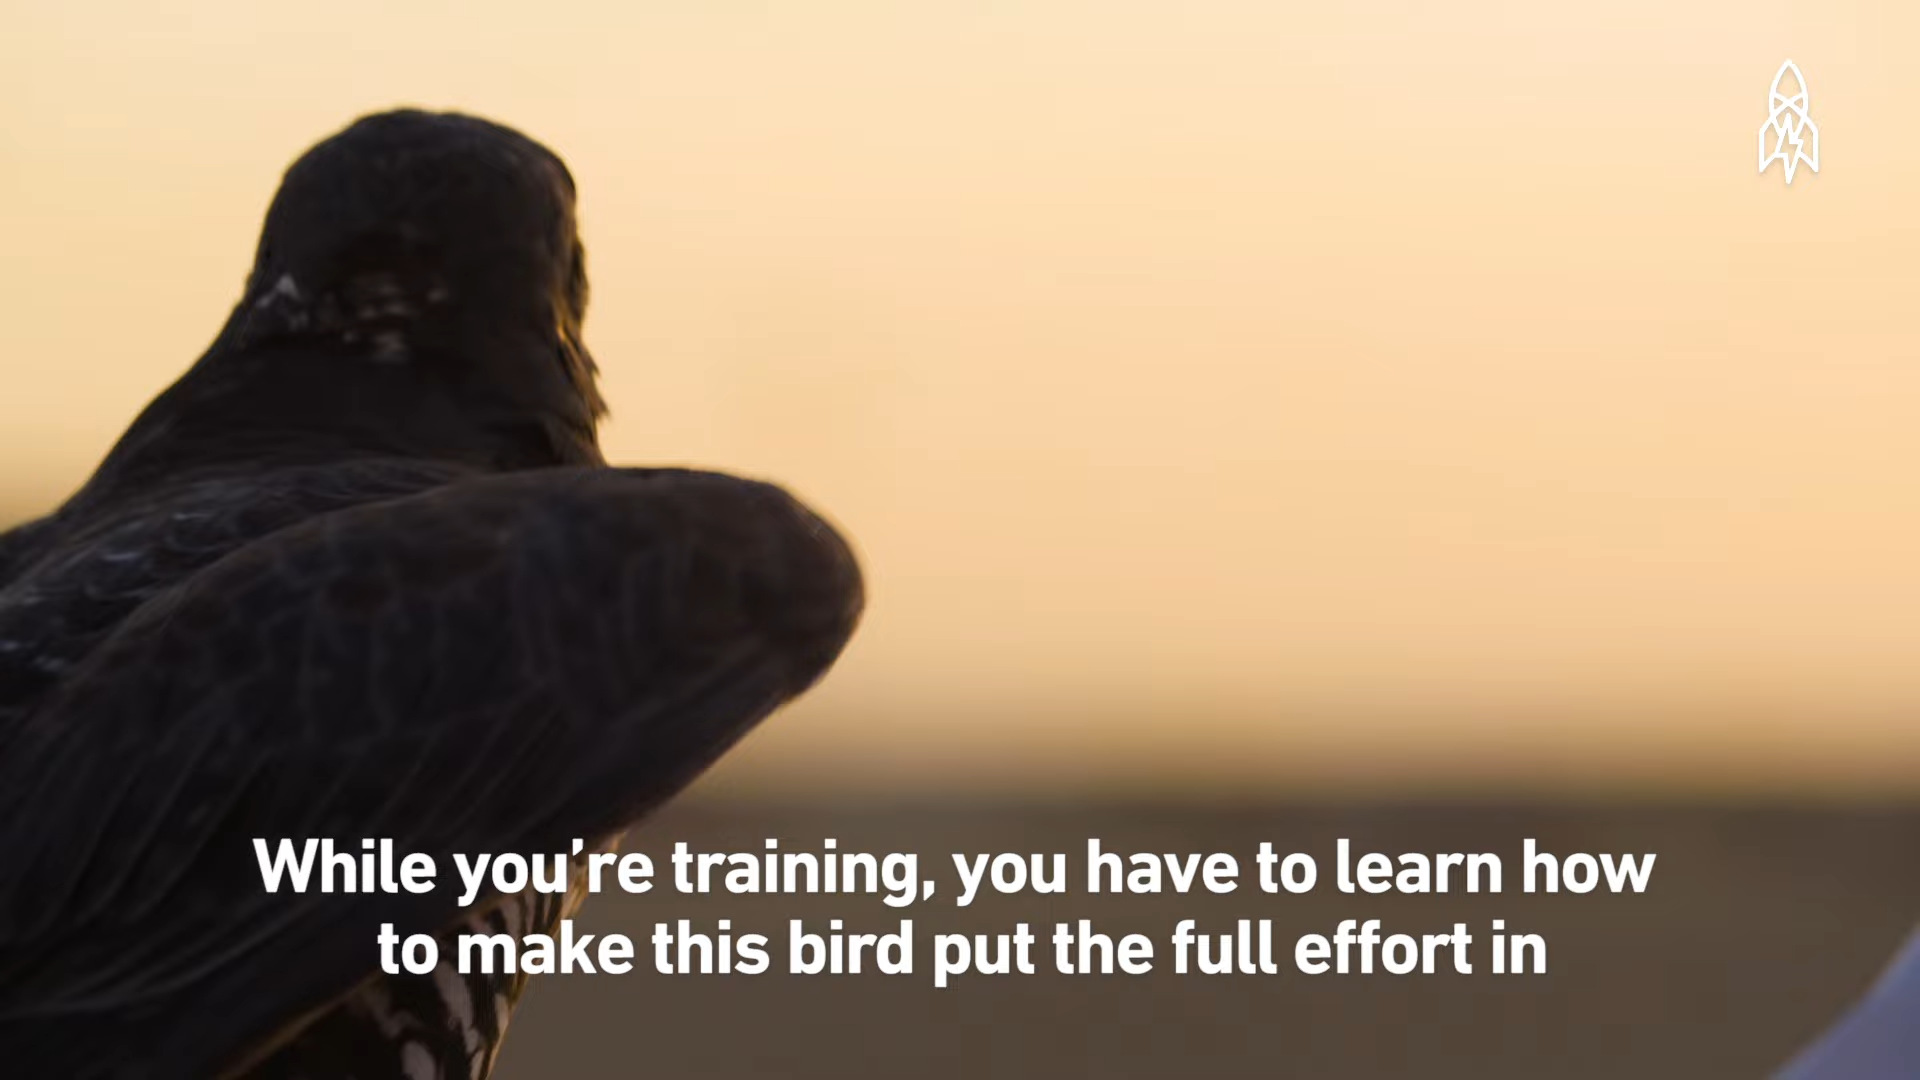 While you’re training, you have to learn how
to make this bird put the full effort in